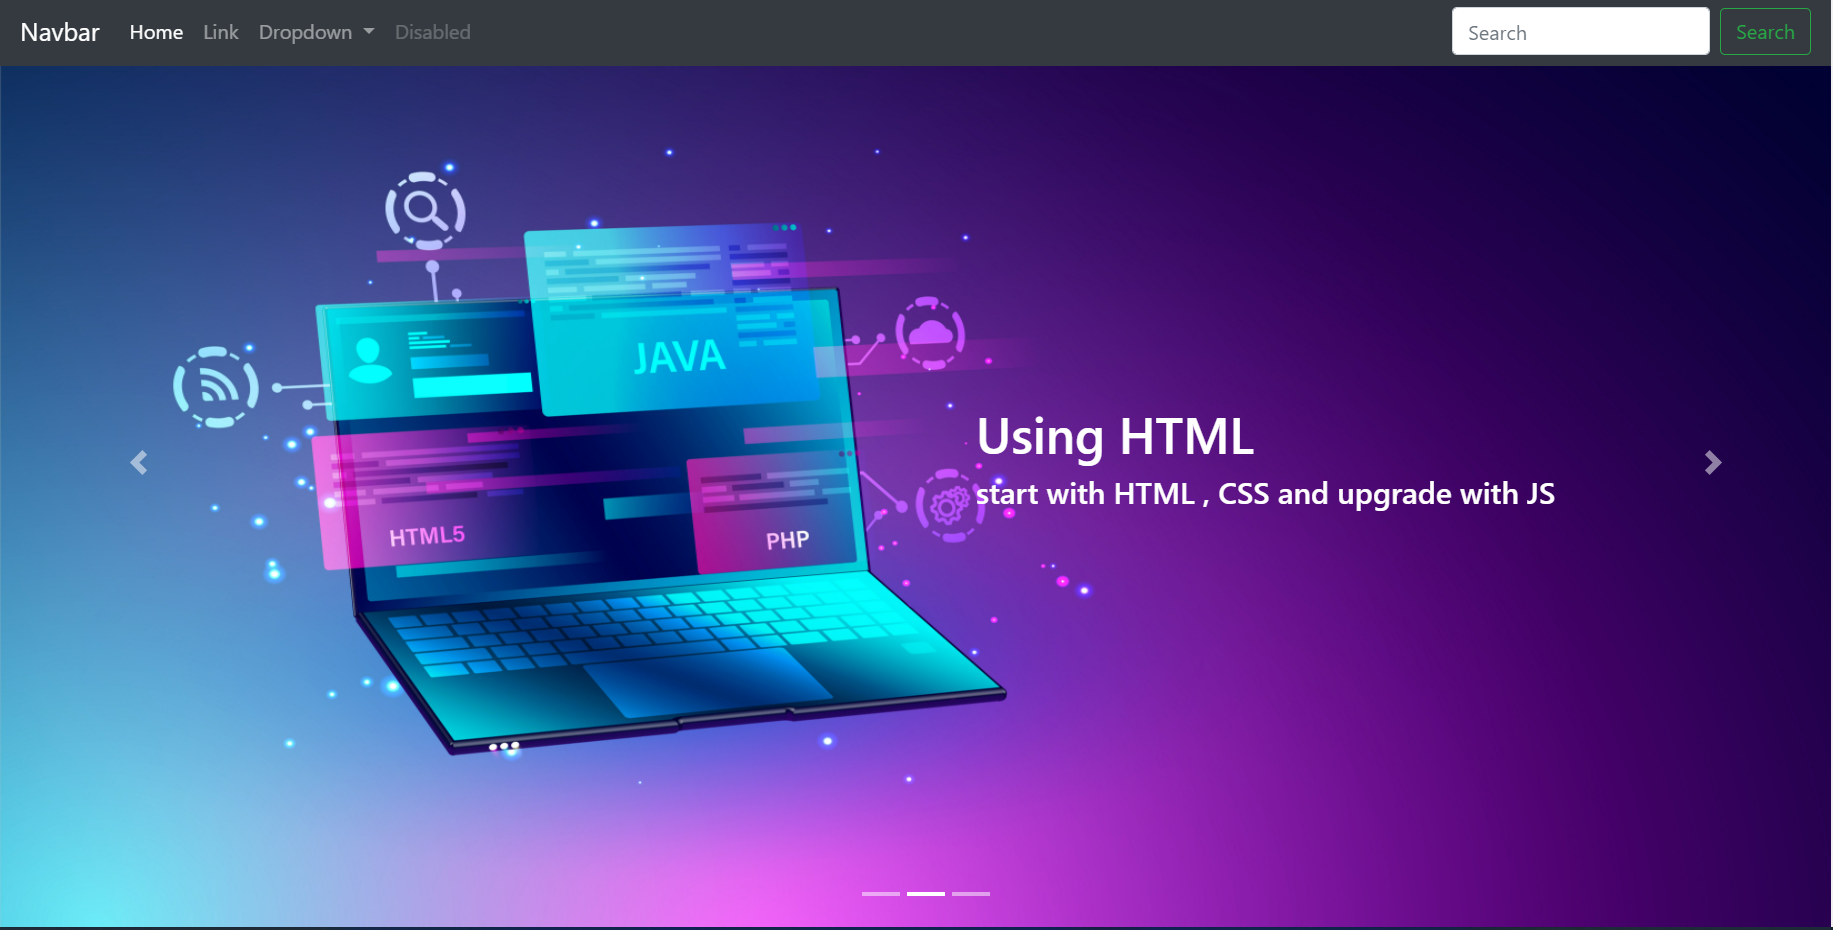 Navbar Home Link Dropdown Disabled Search Search
JAVA
HTML5
PHP
Using HTML
start with HTML , CSS and upgrade with JS